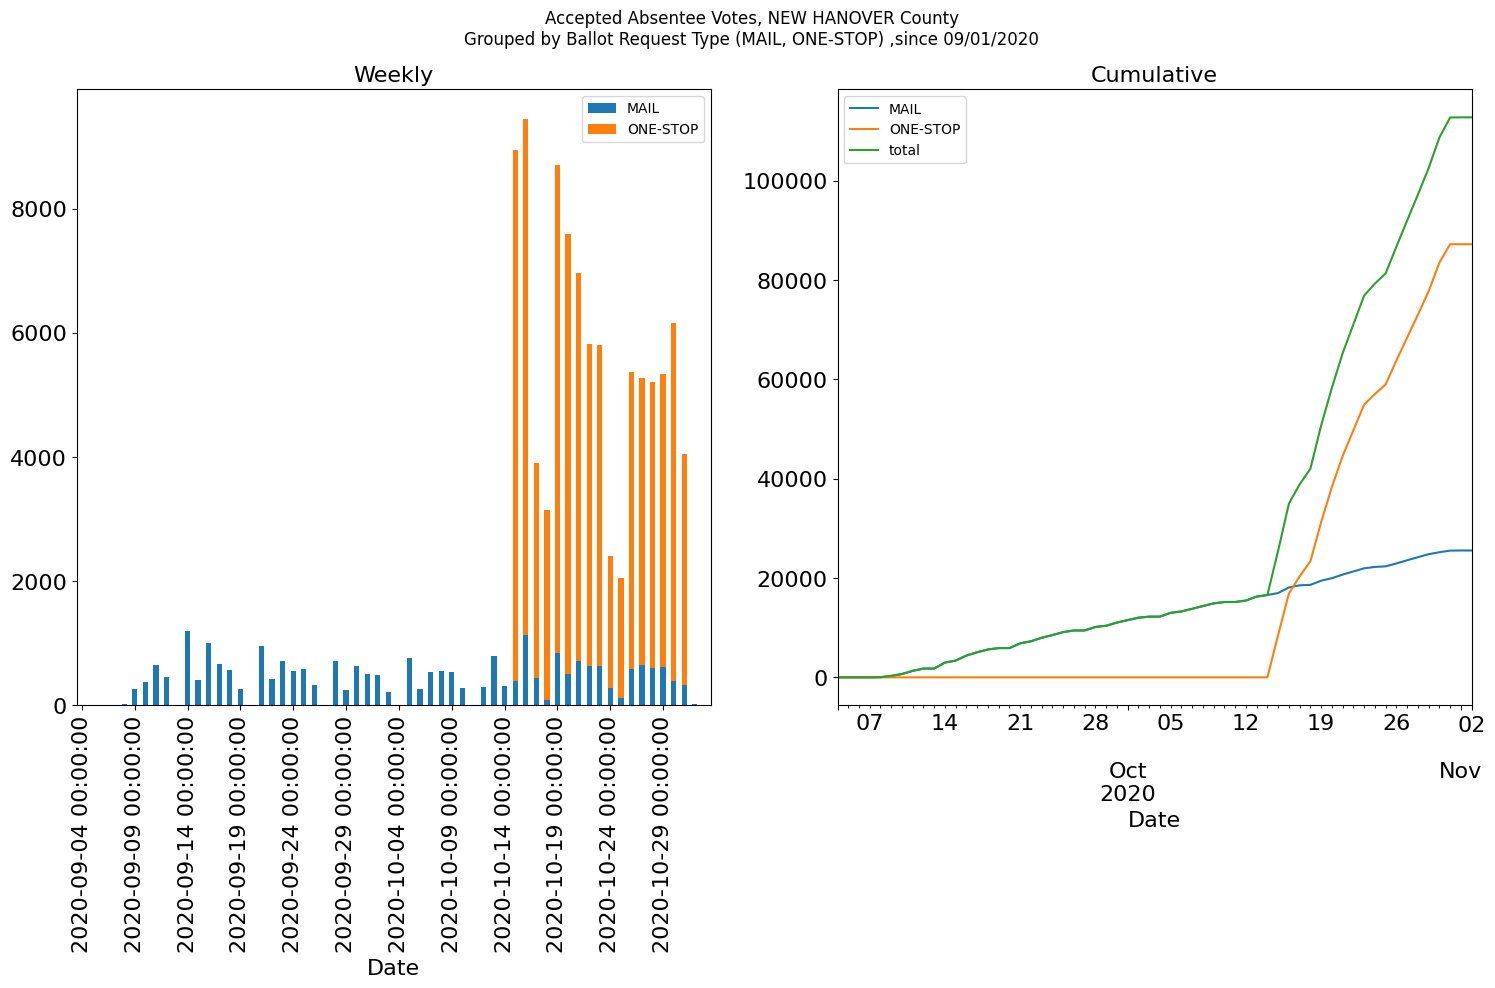 Accepted Absentee Votes, NEW HANOVER County
Grouped by Ballot Request Type (MAIL, ONE-STOP) ,since 09/01/2020
Weekly
MAIL
ONE-STOP
8000
6000
4000
2000
0
2020-09-04 00:00:00
2020-09-09 00:00:00
2020-09-14 00:00:00
2020-09-19 00:00:00
2020-09-24 00:00:00
2020-09-29 00:00:00
2020-10-04 00:00:00
2020-10-09 00:00:00
2020-10-14 00:00:00
2020-10-19 00:00:00
2020-10-24 00:00:00
2020-10-29 00:00:00
Date
Cumulative
MAIL
ONE-STOP
total
100000
80000
60000
40000
20000
0
07 14 21 28 05 12 19 26 02
Oct Nov
2020
Date